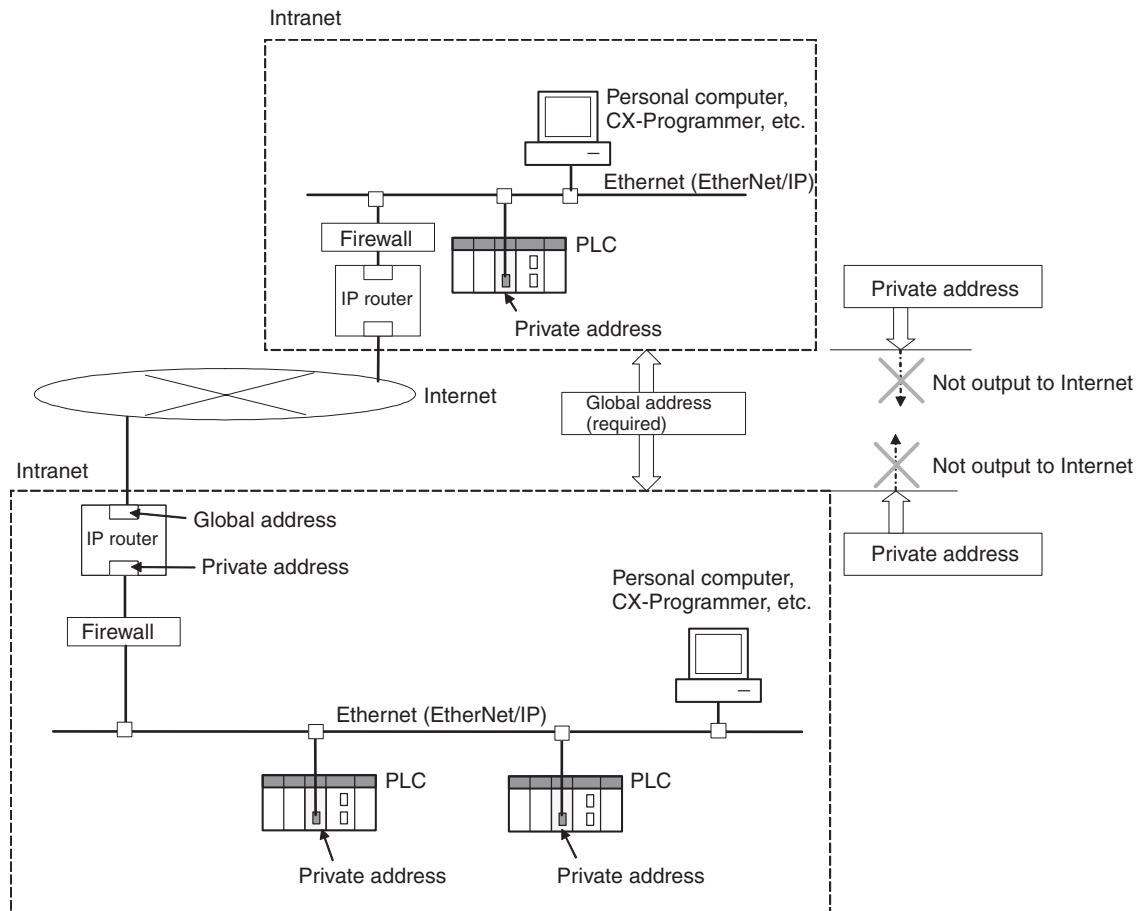 Intranet
Personal computer,
CX-Programmer, etc.
Ethernet (EtherNet/IP)
Firewall
PLC
IP router
Private address
Private address
Not output to Internet
Internet
Global address
(required)
Not output to Internet
Private address
Intranet
Global address
IP router
Private address
Firewall
Personal computer,
CX-Programmer, etc.
Ethernet (EtherNet/IP)
PLC
PLC
Private address
Private address